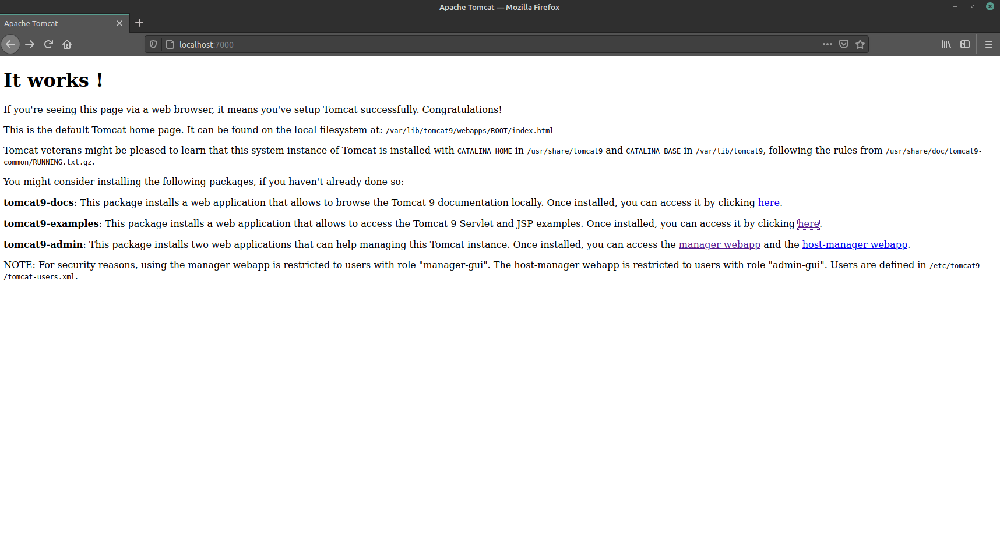 Apache Tomcat — Mozilla Firefox
Apache Tomcat
localhost:7000
It works !
If you're seeing this page via a web browser, it means you've setup Tomcat successfully. Congratulations!
This is the default Tomcat home page. It can be found on the local filesystem at: /var/lib/tomcat9/webapps/ROOT/index.html
Tomcat veterans might be pleased to learn that this system instance of Tomcat is installed with CATALINA_HOME in /usr/share/tomcat9 and CATALINA_BASE in /var/lib/tomcat9, following the rules from /usr/share/doc/tomcat9-
common/RUNNING.txt.gz.
You might consider installing the following packages, if you haven't already done so:
tomcat9-docs: This package installs a web application that allows to browse the Tomcat 9 documentation locally. Once installed, you can access it by clicking here.
tomcat9-examples: This package installs a web application that allows to access the Tomcat 9 Servlet and JSP examples. Once installed, you can access it by clicking here.
tomcat9-admin: This package installs two web applications that can help managing this Tomcat instance. Once installed, you can access the manager webapp and the host-manager webapp.
NOTE: For security reasons, using the manager webapp is restricted to users with role "manager-gui". The host-manager webapp is restricted to users with role "admin-gui". Users are defined in /etc/tomcat9
/tomcat-users.xml.